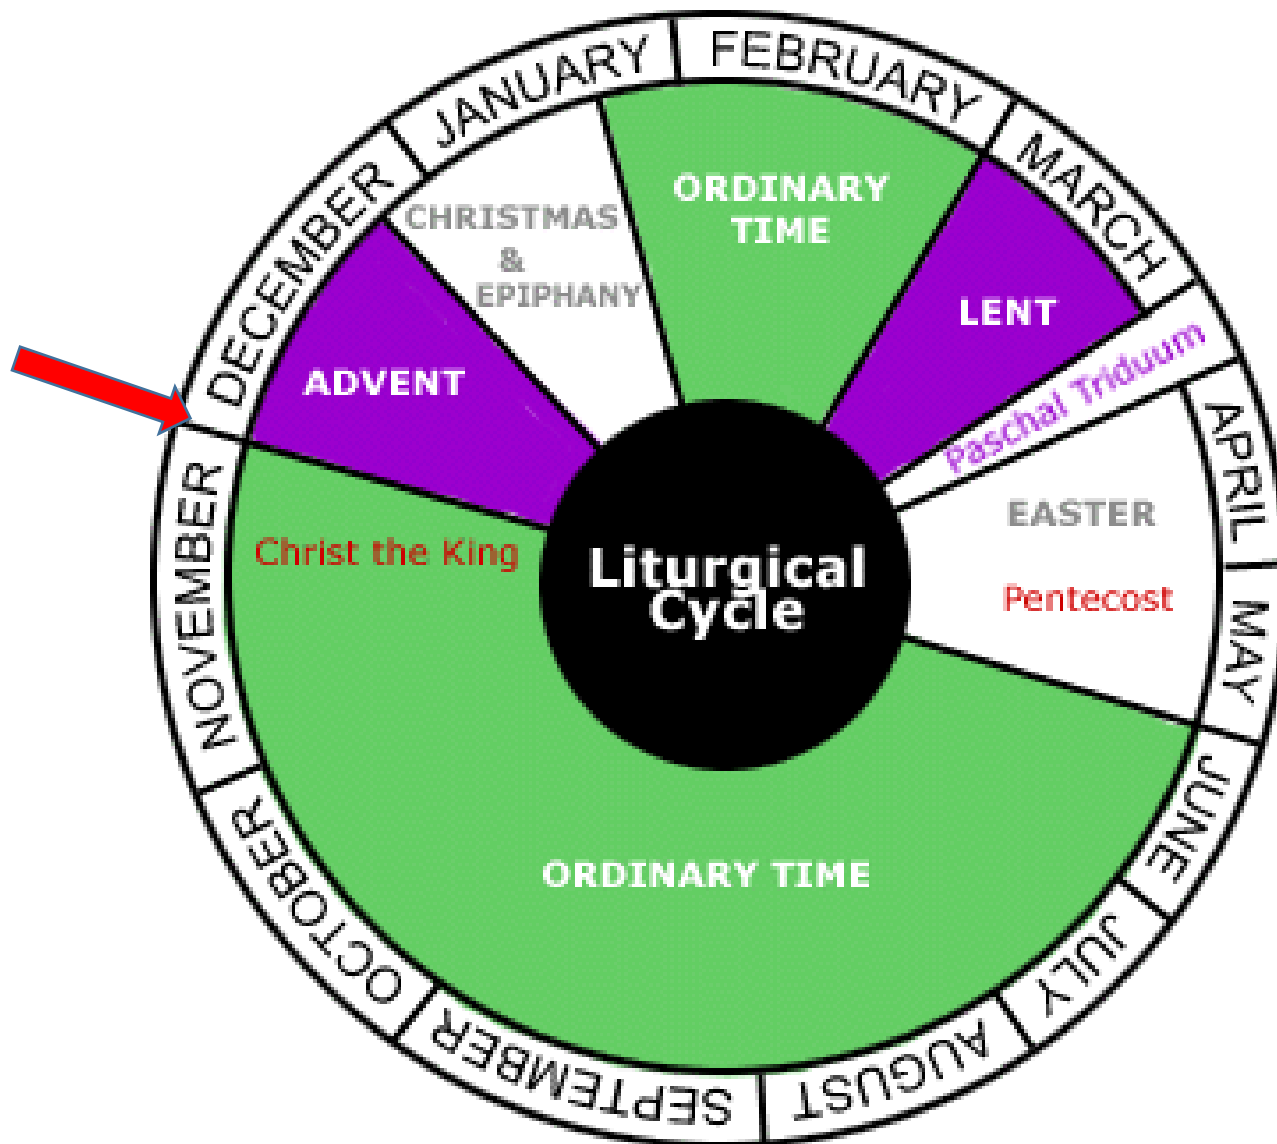 JANUARY
FEBRUARY
MARCH
APRIL
MAY
JUNE
JULY
AUGUST
SEPTEMBER
OCTOBER
NOVEMBER
DECEMBER
ORDINARY
TIME
CHRISTMAS
&
EPIPHANY
LENT
ADVENT
Paschal Triduum
EASTER
Pentecost
Christ the King
Liturgical
Cycle
ORDINARY TIME